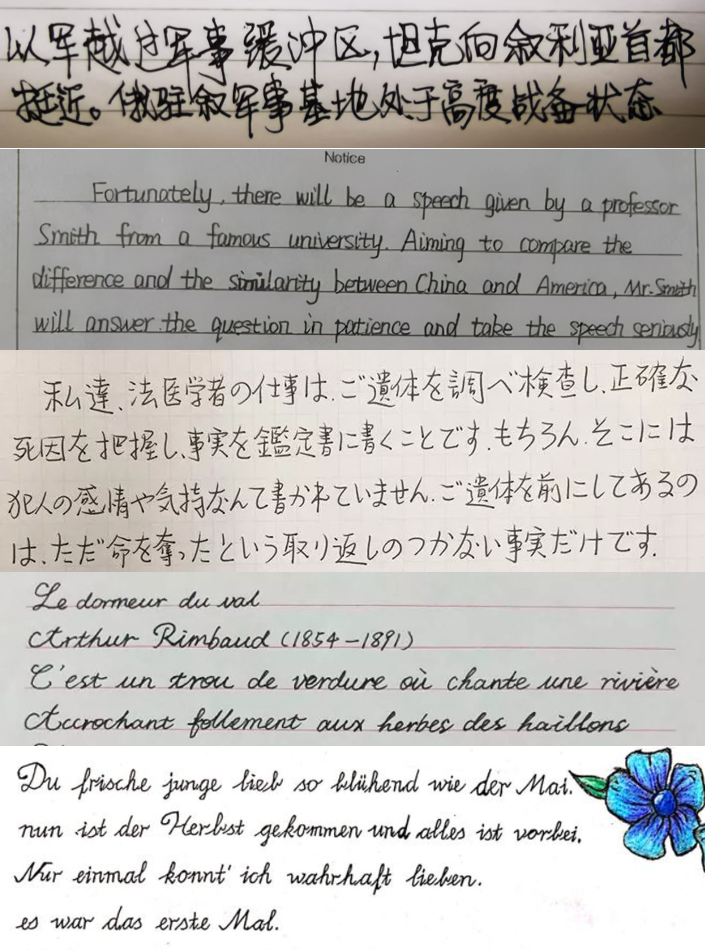 以军越过军事缓冲区,坦克向叙利亚首都
挺近。俄驻叙军事基地处于高度战备状态
Notice
Fortunately, there will be a speech given by a professor
Smith from a famous university. Aiming to compare the
difference and the similarity between China and America, Mr. Smith
will answer the question in patience and take the speech seriously
私達、法医学者の仕事は、ご遺体を調べ検査し、正確な
死因を把握し、事実を鑑定書に書くことです。もちろん、そこには
犯人の感情や気持なんて書かれていません。ご遺体を前にしてあるの
は、ただ命を奪ったという取り返しのつかない事実だけです。
Le dormeur du val
Arthur Rimbaud (1854-1891)
C'est un trou de verdure où chante une rivière
Accrochant follement aux herbes des haillons
Du frische junge lieb so blühend wie der Mai.
nun ist der Herbst gekommen und alles ist vorbei.
Nur einmal konnt' ich wahrhaft lieben.
es war das erste Mal.